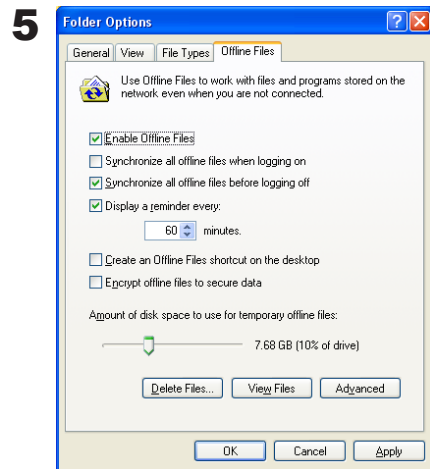 5
Folder Options
General View File Types Offline Files
Use Offline Files to work with files and programs stored on the
network even when you are not connected.
Enable Offline Files
Synchronize all offline files when logging on
Synchronize all offline files before logging off
Display a reminder every:
60 minutes.
Create an Offline Files shortcut on the desktop
Encrypt offline files to secure data
Amount of disk space to use for temporary offline files:
7.68 GB (10% of drive)
Delete Files... View Files Advanced
OK Cancel Apply